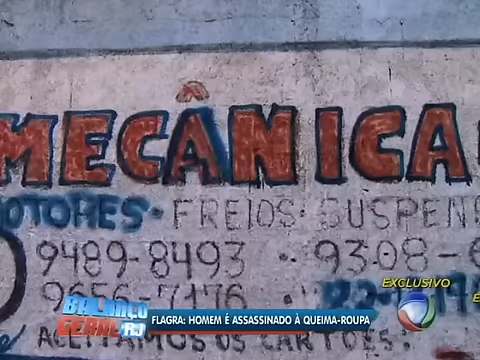 MECÂNICA
MOTORES · FREIOS · SUSPEN
9489-8493 · 9308-
9656-7176
EXCLUSIVO
BALANÇO
GERAL RJ
FLAGRA: HOMEM É ASSASSINADO À QUEIMA-ROUPA
ACEITAMOS OS CARTÕES: